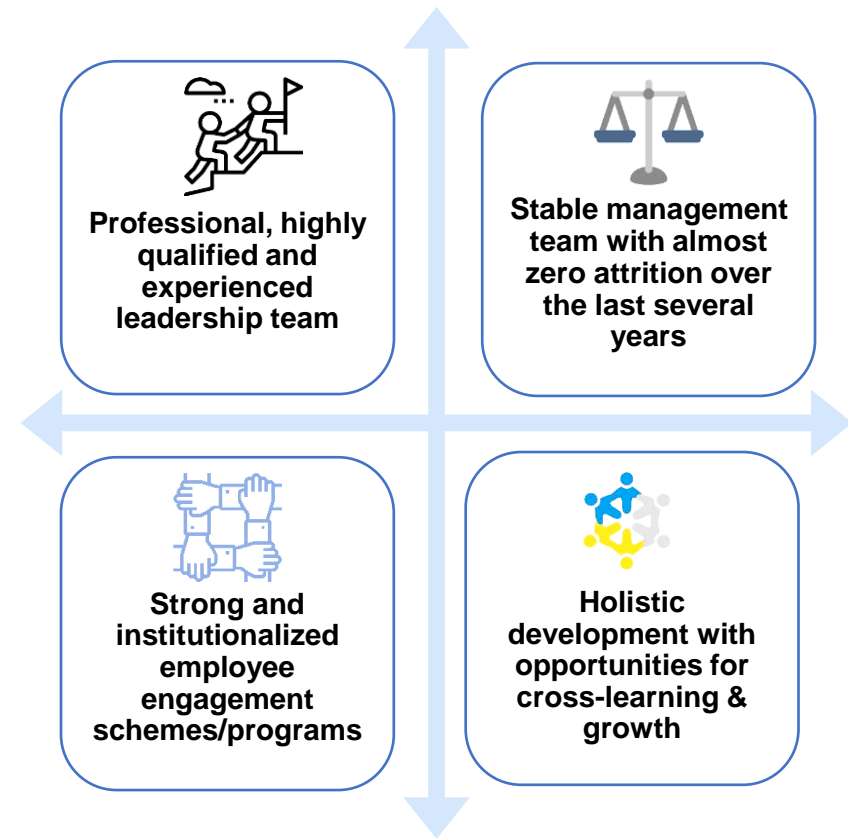 Professional, highly
qualified and
experienced
leadership team
Stable management
team with almost
zero attrition over
the last several
years
Strong and
institutionalized
employee
engagement
schemes/programs
Holistic
development with
opportunities for
cross-learning &
growth